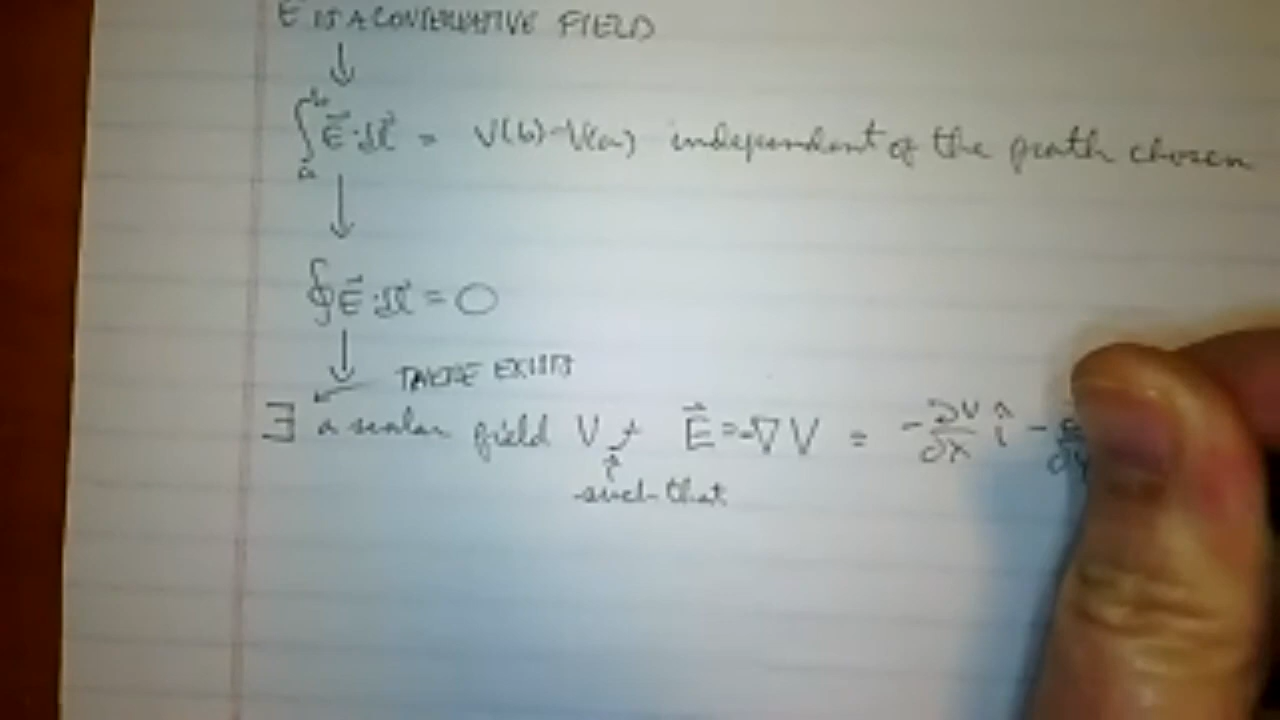 E IS A CONSERVATIVE FIELD
↓
∫ₐᵇ E⃗·dl⃗ = V(b)-V(a) independent of the path chosen
↓
∮E⃗·dl⃗ = 0
↓
THERE EXISTS
∃ a scalar field V ∋ E⃗ = -∇V = -∂V/∂x î -
such that